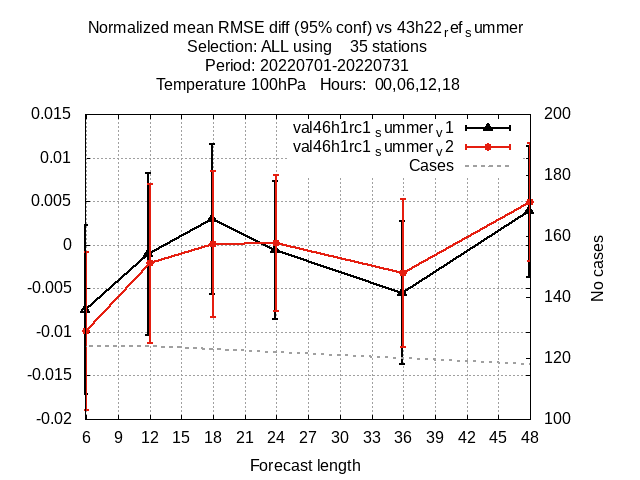 Normalized mean RMSE diff (95% conf) vs 43h22refsummer
Selection: ALL using 35 stations
Period: 20220701-20220731
Temperature 100hPa Hours: 00,06,12,18
0.015
0.01
0.005
0
-0.005
-0.01
-0.015
-0.02
200
180
160
140
120
100
No cases
val46h1rc1summerv1
val46h1rc1summerv2
Cases
6 9 12 15 18 21 24 27 30 33 36 39 42 45 48
Forecast length